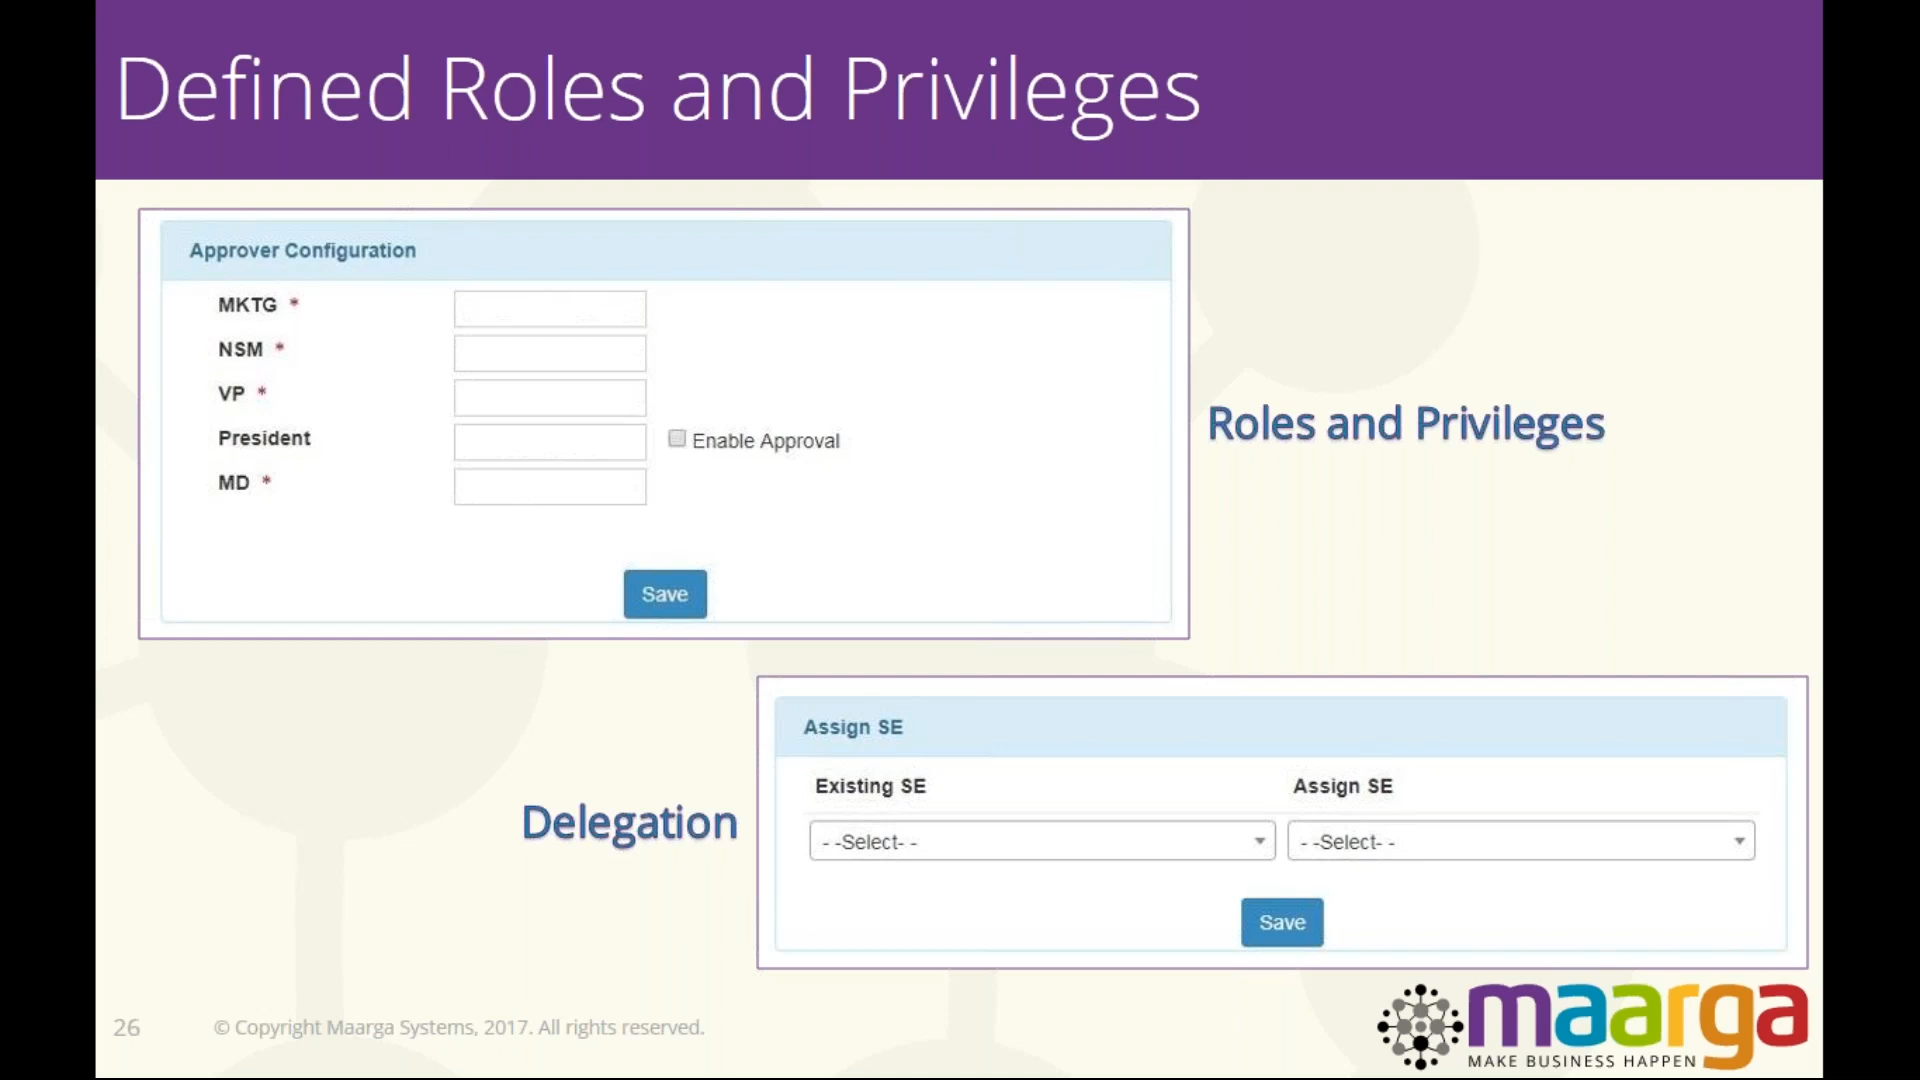 Defined Roles and Privileges
Approver Configuration
MKTG *
NSM *
VP *
President
Enable Approval
MD *
Save
Roles and Privileges
Delegation
Assign SE
Existing SE
Assign SE
- -Select- -
- -Select- -
Save
26
© Copyright Maarga Systems, 2017. All rights reserved.
maarga
MAKE BUSINESS HAPPEN